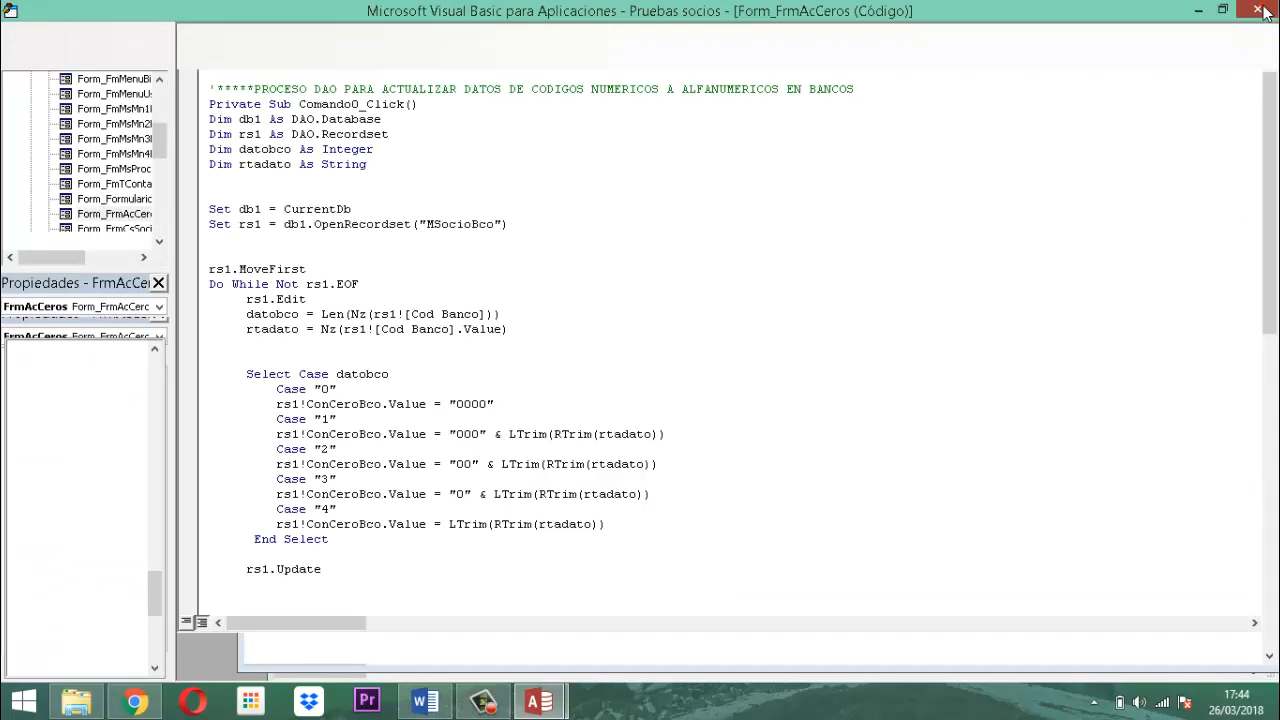 Microsoft Visual Basic para Aplicaciones - Pruebas socios - [Form_FrmAcCeros (Código)]
Form_FmMenuBi
Form_FmMenuU
Form_FmMsMn1
Form_FmMsMn2
Form_FmMsMn3
Form_FmMsMn4
Form_FmMsProc
Form_FmTConta
Form_Formularic
Form_FrmAcCer
Form_FrmCsSoci
Propiedades - FrmAcCe
FrmAcCeros Form_FrmAcCerc
FrmAcCeros Form_FrmAcCerc
'*****PROCESO DAO PARA ACTUALIZAR DATOS DE CODIGOS NUMERICOS A ALFANUMERICOS EN BANCOS
Private Sub Comando0_Click()
Dim db1 As DAO.Database
Dim rs1 As DAO.Recordset
Dim datobco As Integer
Dim rtadato As String
Set db1 = CurrentDb
Set rs1 = db1.OpenRecordset("MSocioBco")
rs1.MoveFirst
Do While Not rs1.EOF
rs1.Edit
datobco = Len(Nz(rs1![Cod Banco]))
rtadato = Nz(rs1![Cod Banco].Value)
Select Case datobco
Case "0"
rs1!ConCeroBco.Value = "0000"
Case "1"
rs1!ConCeroBco.Value = "000" & LTrim(RTrim(rtadato))
Case "2"
rs1!ConCeroBco.Value = "00" & LTrim(RTrim(rtadato))
Case "3"
rs1!ConCeroBco.Value = "0" & LTrim(RTrim(rtadato))
Case "4"
rs1!ConCeroBco.Value = LTrim(RTrim(rtadato))
End Select
rs1.Update
Pr
17:44
26/03/2018